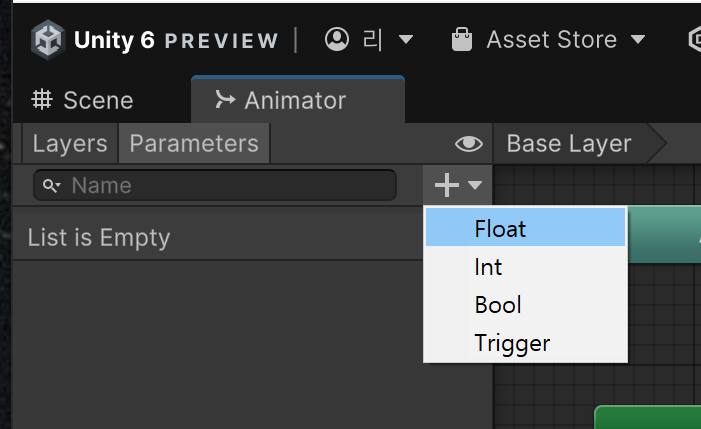 Unity 6 PREVIEW 리 Asset Store
Scene Animator
Layers Parameters Base Layer
Name
List is Empty
Float
Int
Bool
Trigger